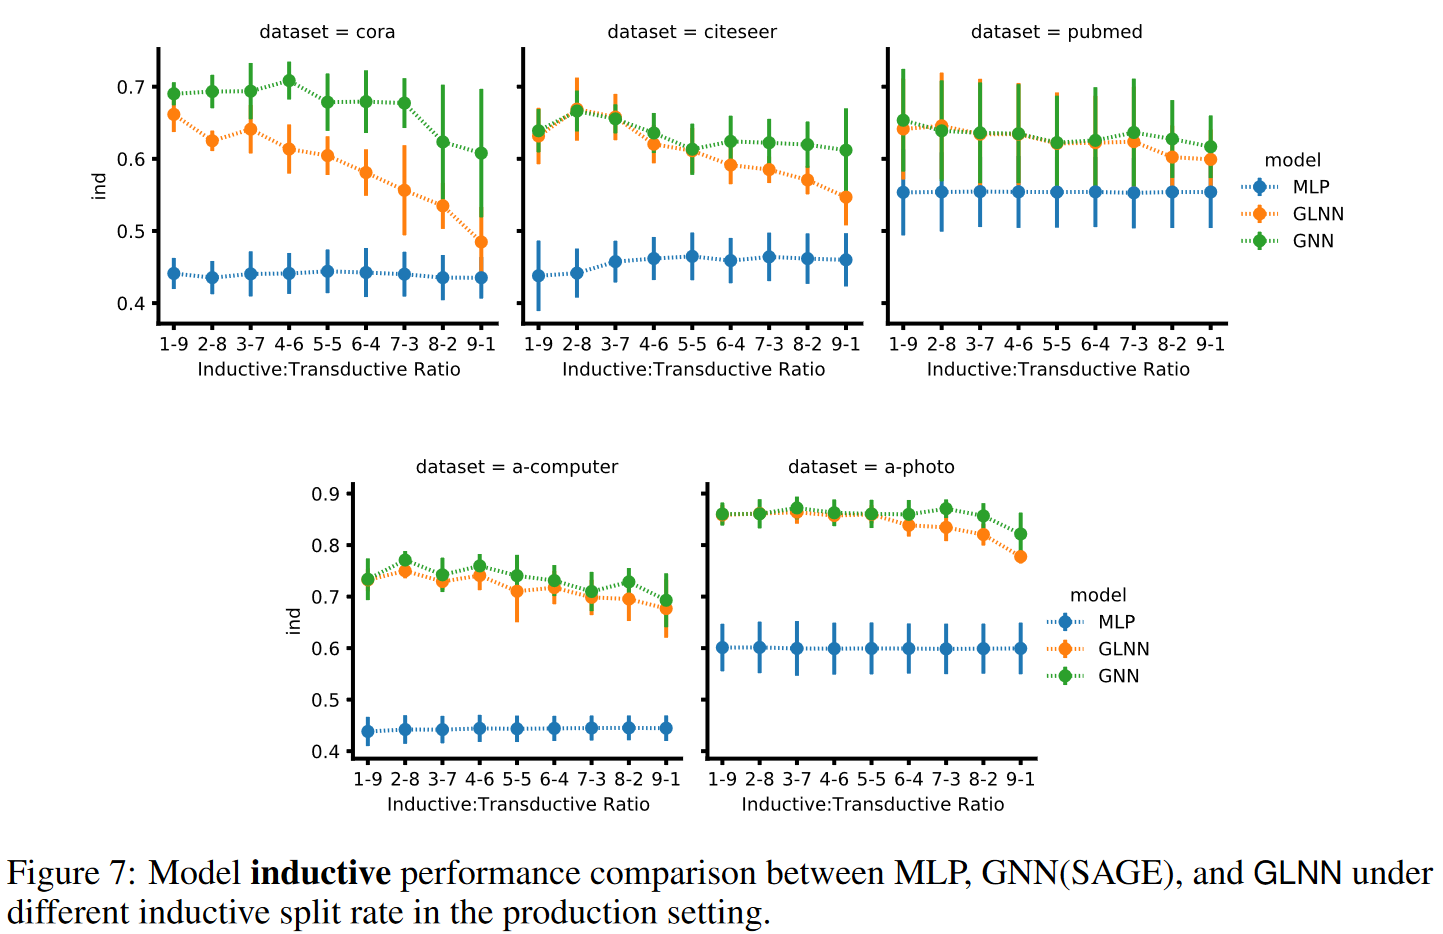 dataset = cora
dataset = citeseer
dataset = pubmed
0.7
0.6
0.5
0.4
ind
1-9 2-8 3-7 4-6 5-5 6-4 7-3 8-2 9-1
1-9 2-8 3-7 4-6 5-5 6-4 7-3 8-2 9-1
1-9 2-8 3-7 4-6 5-5 6-4 7-3 8-2 9-1
Inductive:Transductive Ratio
Inductive:Transductive Ratio
Inductive:Transductive Ratio
model
MLP
GLNN
GNN
dataset = a-computer
dataset = a-photo
0.9
0.8
0.7
0.6
0.5
0.4
ind
1-9 2-8 3-7 4-6 5-5 6-4 7-3 8-2 9-1
1-9 2-8 3-7 4-6 5-5 6-4 7-3 8-2 9-1
Inductive:Transductive Ratio
Inductive:Transductive Ratio
model
MLP
GLNN
GNN
Figure 7: Model inductive performance comparison between MLP, GNN(SAGE), and GLNN under
different inductive split rate in the production setting.